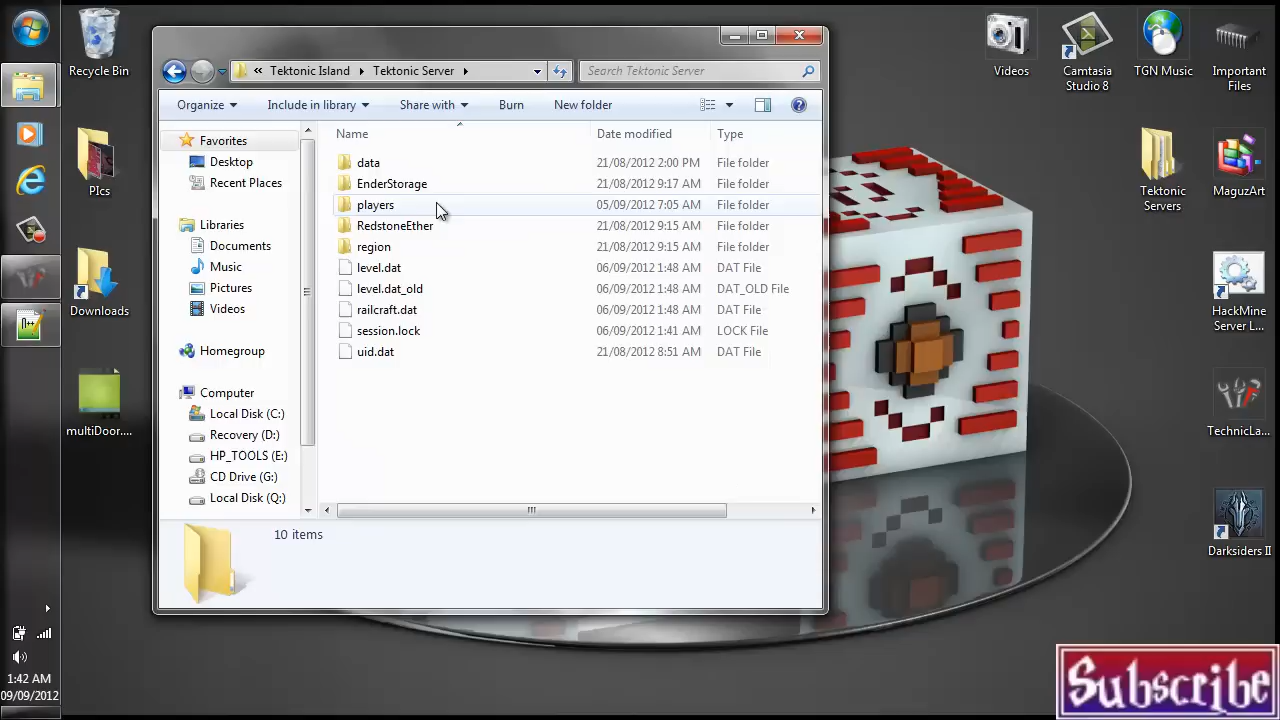 Recycle Bin
PIcs
Downloads
multiDoor....
1:42 AM
09/09/2012
« Tektonic Island Tektonic Server
Search Tektonic Server
Organize Include in library Share with Burn New folder
Favorites
Desktop
Recent Places
Libraries
Documents
Music
Pictures
Videos
Homegroup
Computer
Local Disk (C:)
Recovery (D:)
HP_TOOLS (E:)
CD Drive (G:)
Local Disk (Q:)
Name Date modified Type
data 21/08/2012 2:00 PM File folder
EnderStorage 21/08/2012 9:17 AM File folder
players 05/09/2012 7:05 AM File folder
RedstoneEther 21/08/2012 9:15 AM File folder
region 21/08/2012 9:15 AM File folder
level.dat 06/09/2012 1:48 AM DAT File
level.dat_old 06/09/2012 1:48 AM DAT_OLD File
railcraft.dat 06/09/2012 1:48 AM DAT File
session.lock 06/09/2012 1:41 AM LOCK File
uid.dat 21/08/2012 8:51 AM DAT File
10 items
Videos
Camtasia
Studio 8
TGN Music
Important
Files
Tektonic
Servers
MaguzArt
HackMine
Server L...
TechnicLa...
Darksiders II
Subscribe